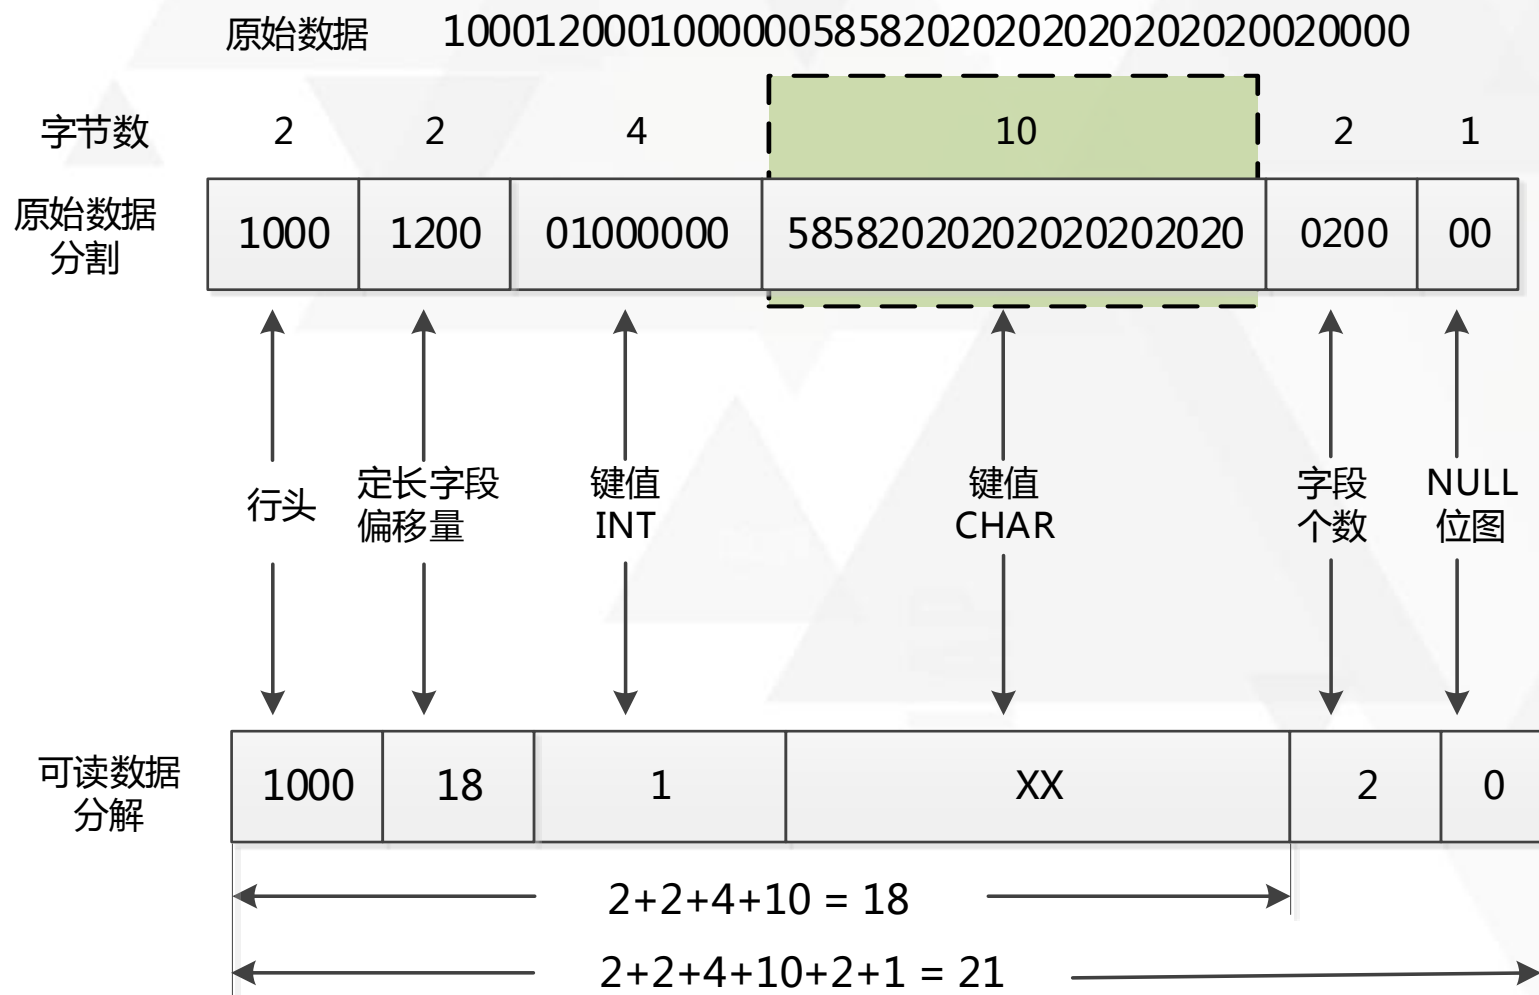 原始数据 100012000100000058582020202020202020020000
字节数 2 2 4 10 2 1
原始数据
分割
1000 1200 01000000 58582020202020202020 0200 00
行头
定长字段
偏移量
键值
INT
键值
CHAR
字段
个数
NULL
位图
可读数据
分解
1000 18 1 XX 2 0
2+2+4+10 = 18
2+2+4+10+2+1 = 21